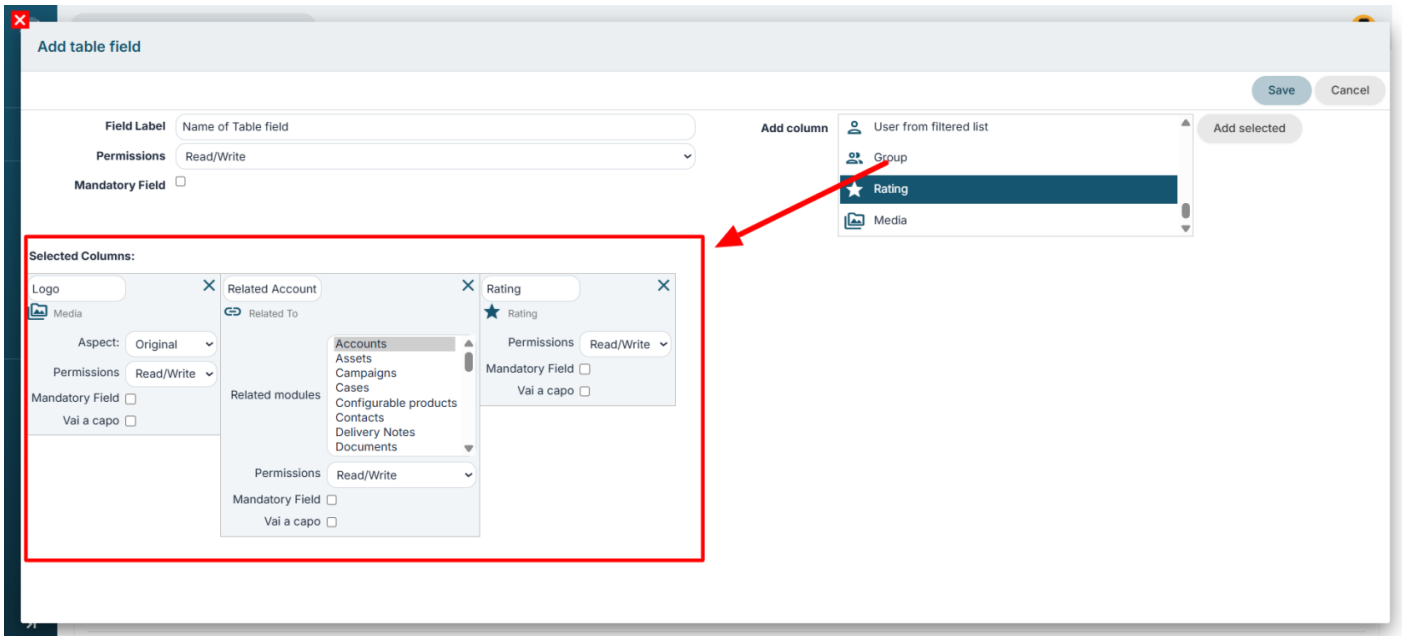 Add table field
Save Cancel
Field Label Name of Table field
Permissions Read/Write
Mandatory Field
Add column
User from filtered list
Group
Rating
Media
Add selected
Selected Columns:
Logo
Media
Aspect: Original
Permissions Read/Write
Mandatory Field
Vai a capo
Related Account
Related To
Related modules
Accounts
Assets
Campaigns
Cases
Configurable products
Contacts
Delivery Notes
Documents
Permissions Read/Write
Mandatory Field
Vai a capo
Rating
Rating
Permissions Read/Write
Mandatory Field
Vai a capo